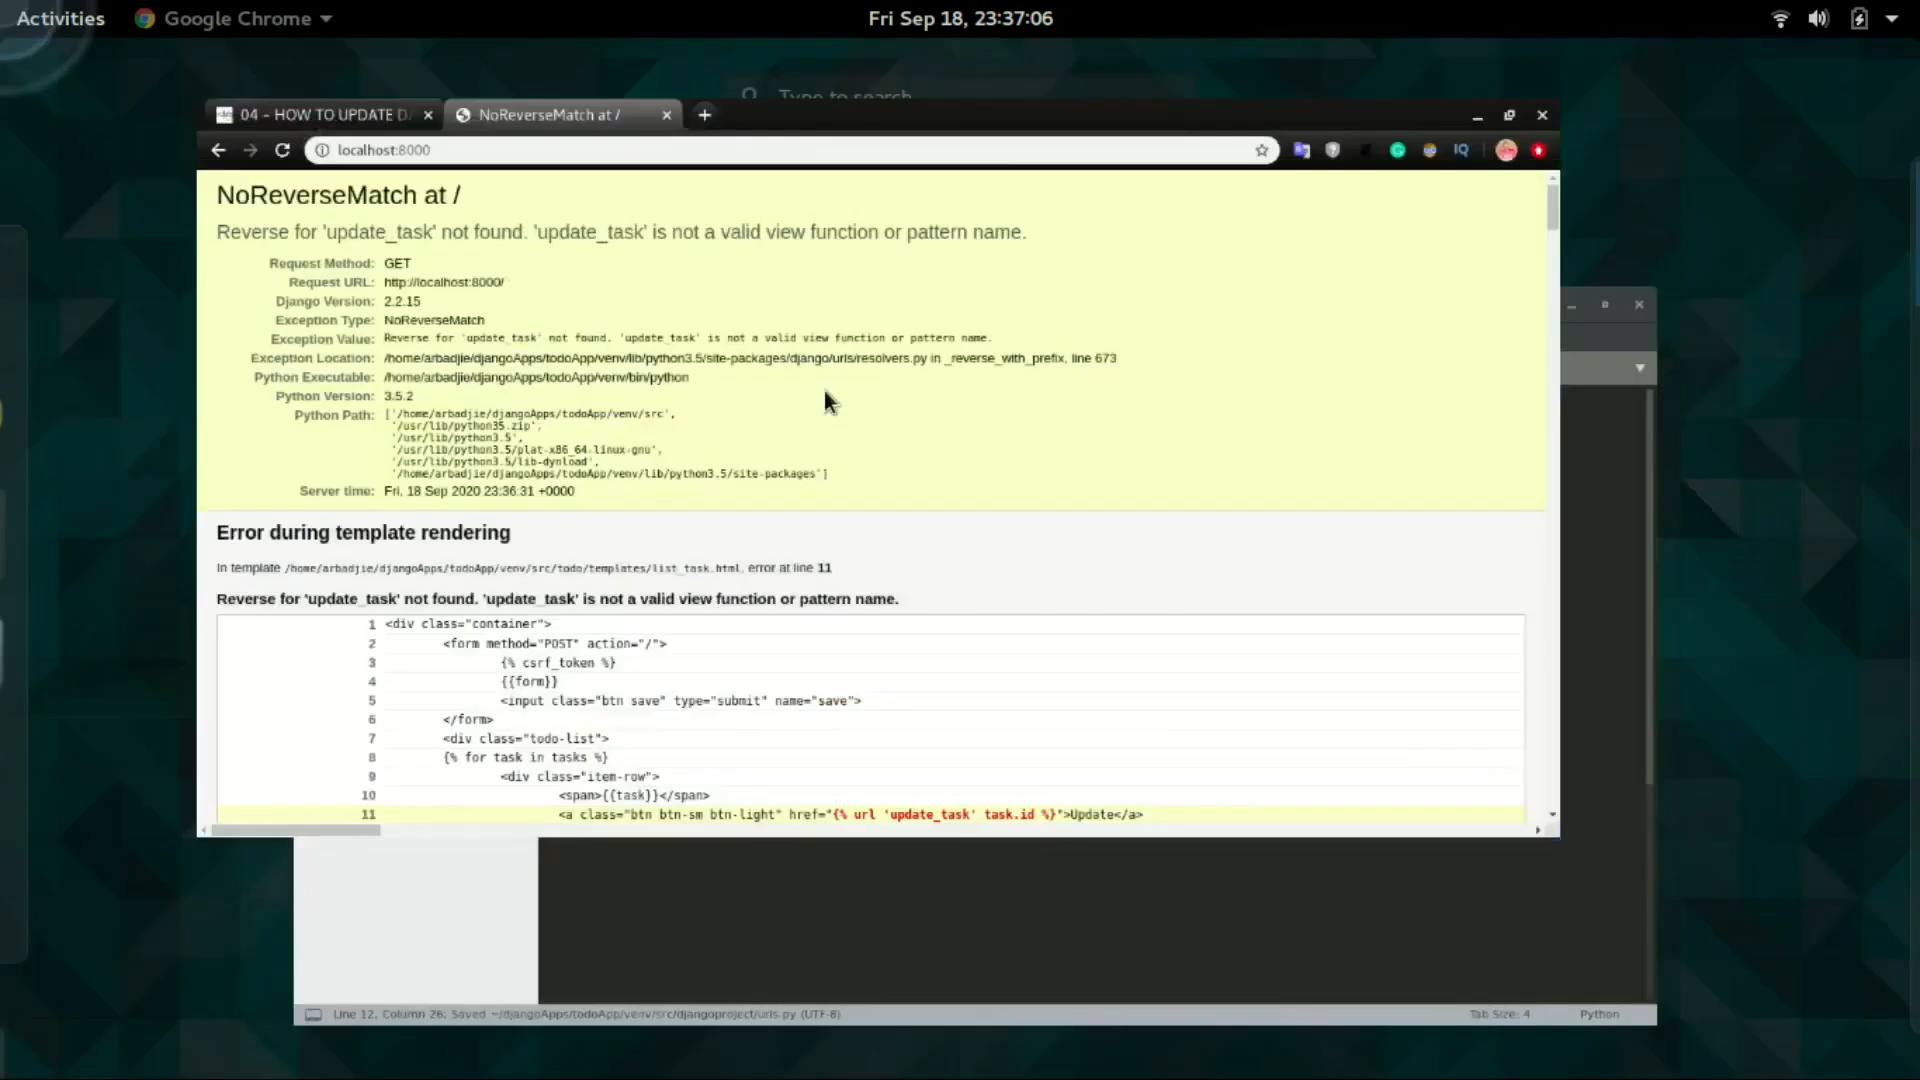 Activities
Google Chrome
Fri Sep 18, 23:37:06
Type to search
04 - HOW TO UPDATE D
NoReverseMatch at /
localhost:8000
IQ
NoReverseMatch at /
Reverse for 'update_task' not found. 'update_task' is not a valid view function or pattern name.
Request Method: GET
Request URL: http://localhost:8000/
Django Version: 2.2.15
Exception Type: NoReverseMatch
Exception Value: Reverse for 'update_task' not found. 'update_task' is not a valid view function or pattern name.
Exception Location: /home/arbadjie/djangoApps/todoApp/venv/lib/python3.5/site-packages/django/urls/resolvers.py in _reverse_with_prefix, line 673
Python Executable: /home/arbadjie/djangoApps/todoApp/venv/bin/python
Python Version: 3.5.2
Python Path: ['/home/arbadjie/djangoApps/todoApp/venv/src',
'/usr/lib/python35.zip',
'/usr/lib/python3.5',
'/usr/lib/python3.5/plat-x86_64-linux-gnu',
'/usr/lib/python3.5/lib-dynload',
'/home/arbadjie/djangoApps/todoApp/venv/lib/python3.5/site-packages']
Server time: Fri, 18 Sep 2020 23:36:31 +0000
Error during template rendering
In template /home/arbadjie/djangoApps/todoApp/venv/src/todo/templates/list_task.html, error at line 11
Reverse for 'update_task' not found. 'update_task' is not a valid view function or pattern name.
1 <div class="container">
2 <form method="POST" action="/">
3 {% csrf_token %}
4 {{form}}
5 <input class="btn save" type="submit" name="save">
6 </form>
7 <div class="todo-list">
8 {% for task in tasks %}
9 <div class="item-row">
10 <span>{{task}}</span>
11 <a class="btn btn-sm btn-light" href="{% url 'update_task' task.id %}">Update</a>
Line 12, Column 26; Saved ~/djangoApps/todoApp/venv/src/djangoproject/urls.py (UTF-8)
Tab Size: 4
Python